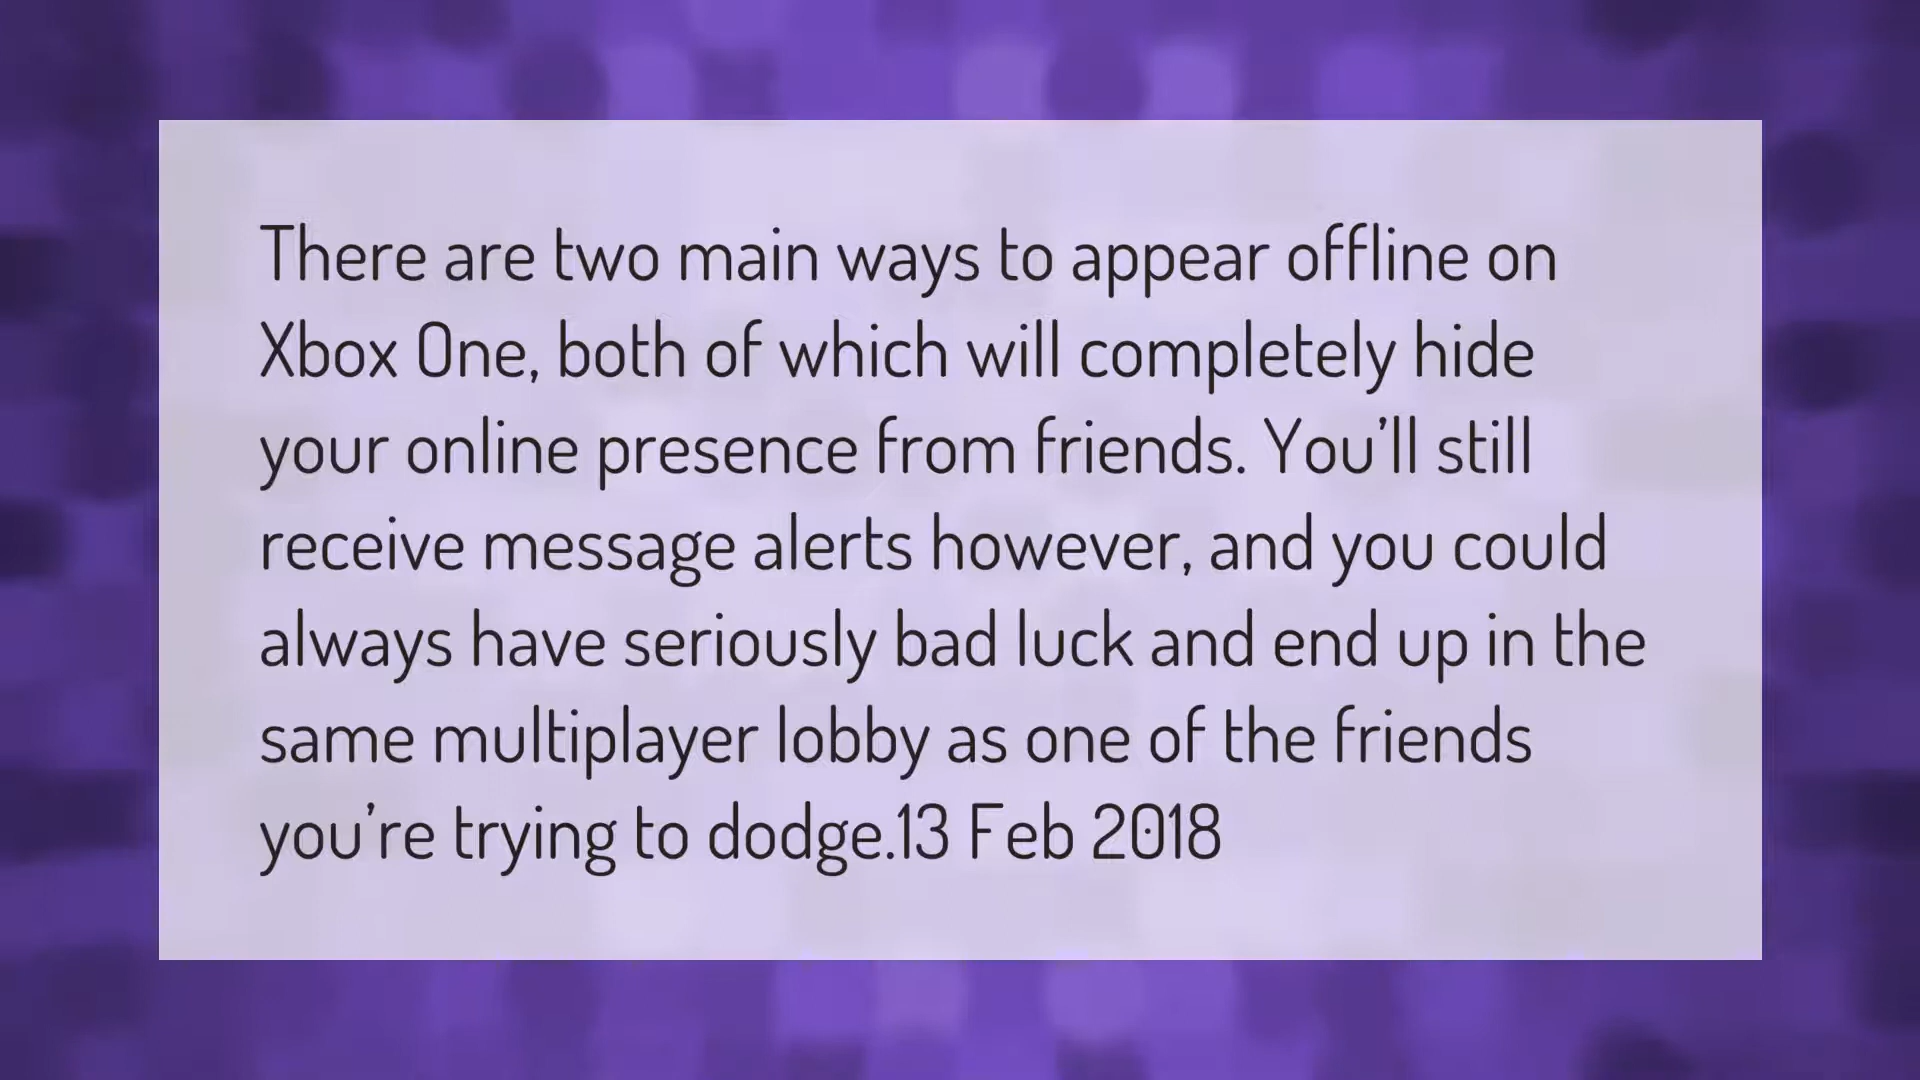 There are two main ways to appear offline on
Xbox One, both of which will completely hide
your online presence from friends. You'll still
receive message alerts however, and you could
always have seriously bad luck and end up in the
same multiplayer lobby as one of the friends
you're trying to dodge.13 Feb 2018